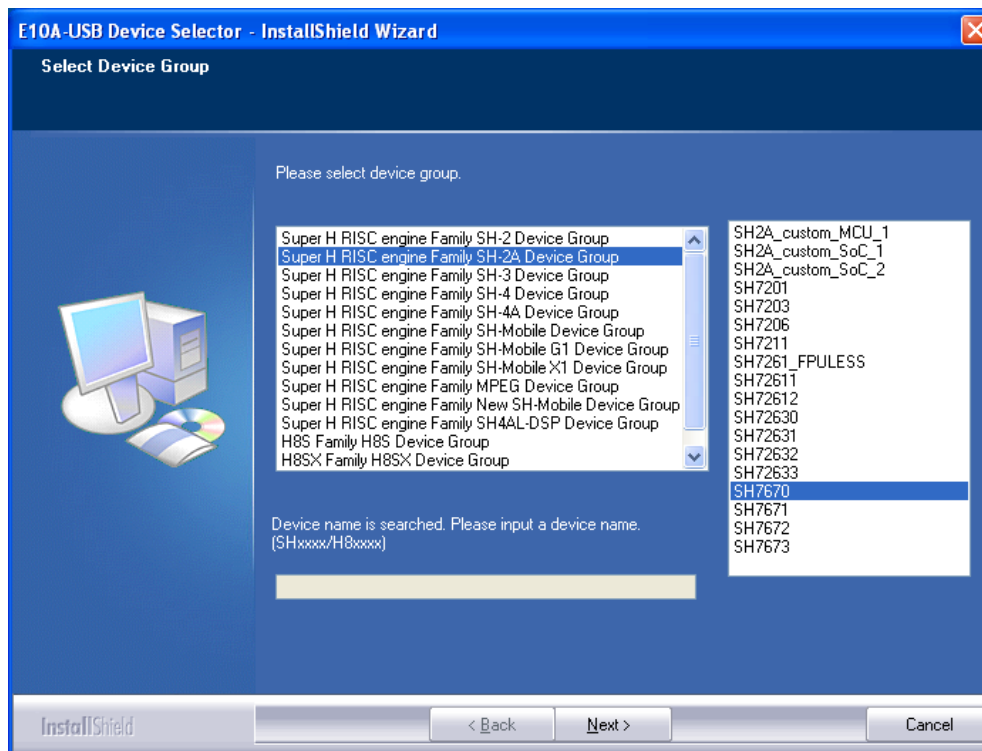 E10A-USB Device Selector - InstallShield Wizard
Select Device Group
Please select device group.
Super H RISC engine Family SH-2 Device Group
Super H RISC engine Family SH-2A Device Group
Super H RISC engine Family SH-3 Device Group
Super H RISC engine Family SH-4 Device Group
Super H RISC engine Family SH-4A Device Group
Super H RISC engine Family SH-Mobile Device Group
Super H RISC engine Family SH-Mobile G1 Device Group
Super H RISC engine Family SH-Mobile X1 Device Group
Super H RISC engine Family MPEG Device Group
Super H RISC engine Family New SH-Mobile Device Group
Super H RISC engine Family SH4AL-DSP Device Group
H8S Family H8S Device Group
H8SX Family H8SX Device Group
SH2A_custom_MCU_1
SH2A_custom_SoC_1
SH2A_custom_SoC_2
SH7201
SH7203
SH7206
SH7211
SH7261_FPULESS
SH72611
SH72612
SH72630
SH72631
SH72632
SH72633
SH7670
SH7671
SH7672
SH7673
Device name is searched. Please input a device name.
(SHxxxx/H8xxxx)
InstallShield
< Back
Next >
Cancel